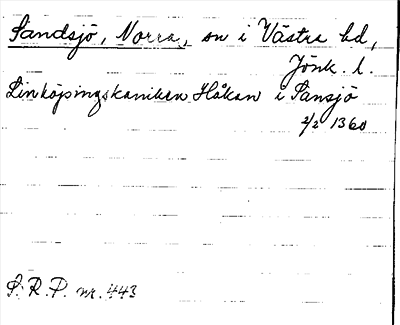 Sandsjö, Norra, sn i Västra hd,
Jönk. l.
Linköpingskaniken Håkan i Sansjö
2/2 1360
S. R. P. nr. 443